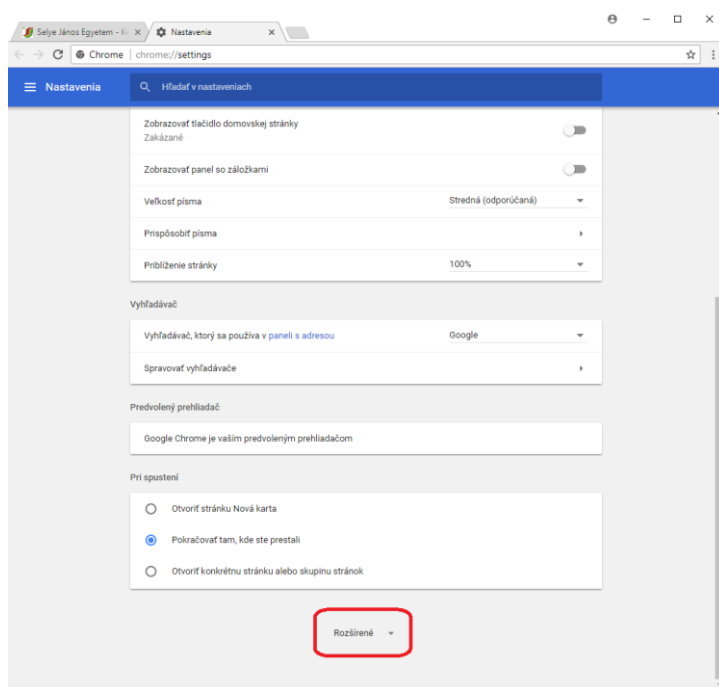 Selye János Egyetem - Ki
Nastavenia
Chrome
chrome://settings
Nastavenia
Hľadať v nastaveniach
Zobrazovať tlačidlo domovskej stránky
Zakázané
Zobrazovať panel so záložkami
Veľkosť písma
Stredná (odporúčaná)
Prispôsobiť písma
Priblíženie stránky
100%
Vyhľadávač
Vyhľadávač, ktorý sa používa v paneli s adresou
Google
Spravovať vyhľadávače
Predvolený prehliadač
Google Chrome je vaším predvoleným prehliadačom
Pri spustení
Otvoriť stránku Nová karta
Pokračovať tam, kde ste prestali
Otvoriť konkrétnu stránku alebo skupinu stránok
Rozšírené